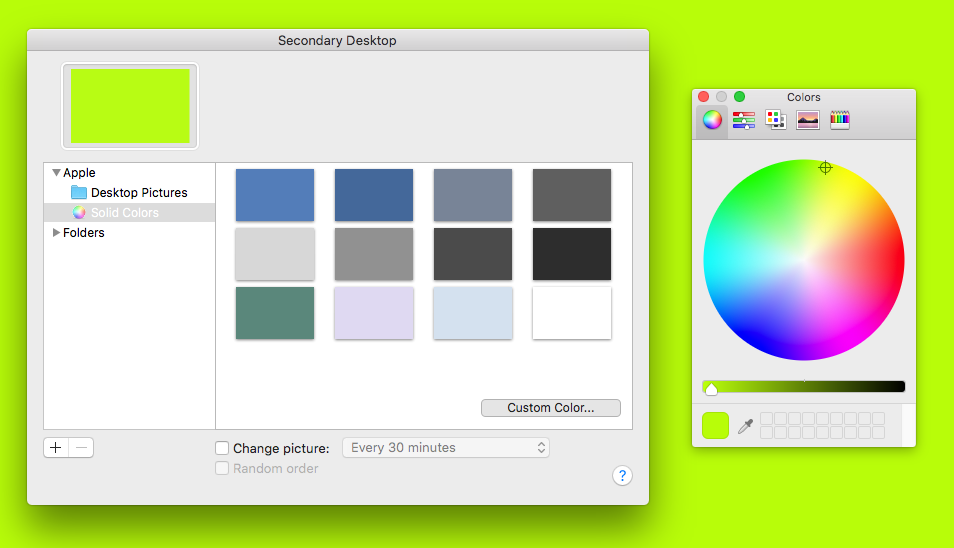 Secondary Desktop
Apple
Desktop Pictures
Solid Colors
Folders
Custom Color...
+ −
Change picture: Every 30 minutes
Random order
?
Colors